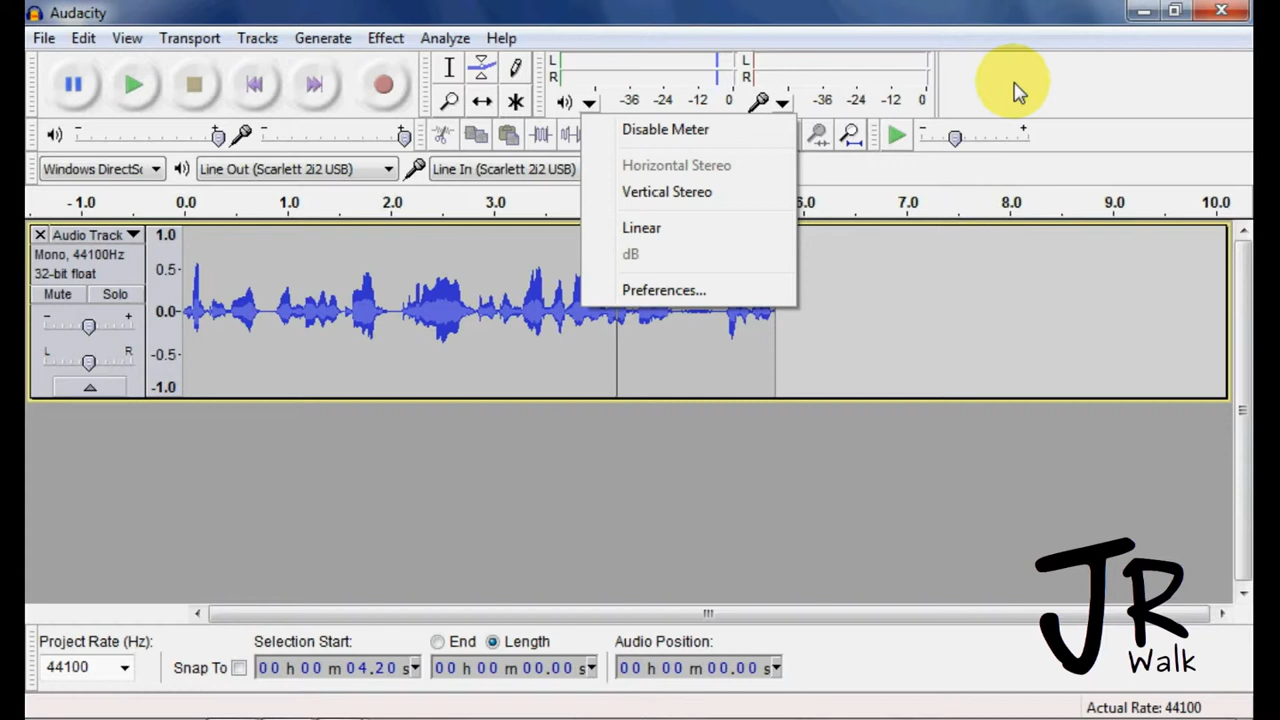 Audacity
File Edit View Transport Tracks Generate Effect Analyze Help
L L
R R
-36 -24 -12 0 -36 -24 -12 0
Disable Meter
Horizontal Stereo
Vertical Stereo
Linear
dB
Preferences...
- + - + - +
Line Out (Scarlett 2i2 USB) Line In (Scarlett 2i2 USB)
Windows
- 1.0 0.0 1.0 2.0 3.0 6.0 7.0 8.0 9.0 10.0
Audio Track
Mono, 44100Hz
32-bit float
Mute Solo
- +
L R
1.0
0.5
0.0
-0.5
-1.0
Project Rate (Hz): Selection Start: End Length Audio Position:
44100 Snap To 00 h 00 m 04.20 s 00 h 00 m 00.00 s 00 h 00 m 00.00 s
Actual Rate: 44100
JR
Walk